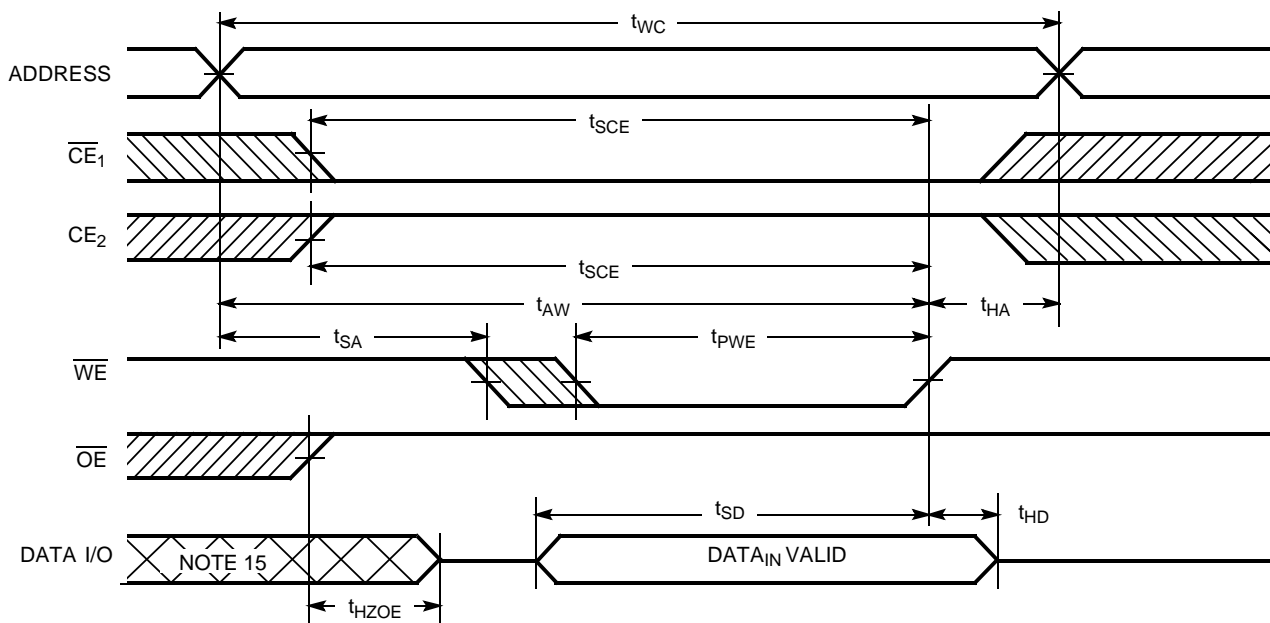 tWC
ADDRESS
tSCE
CE1
CE2
tSCE
tAW
tHA
tSA
tPWE
WE
OE
tSD
tHD
DATA I/O
NOTE 15
DATAIN VALID
tHZOE